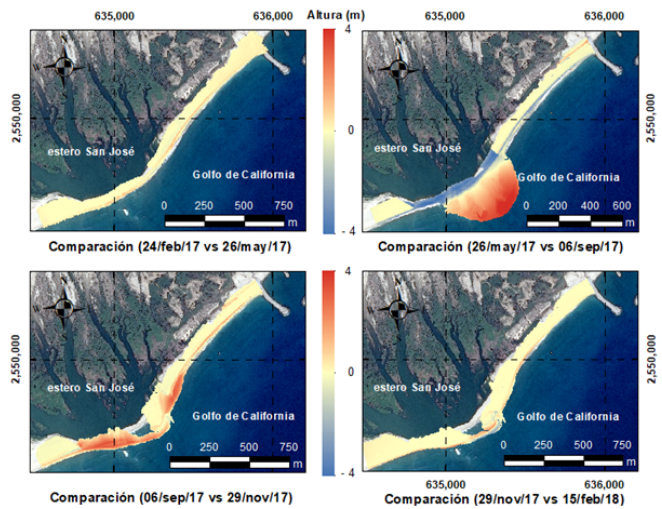 635,000 636,000 Altura (m) 635,000 636,000
4
2,550,000
0
2,550,000
estero San José
Golfo de California
0 250 500 750
m
- 4
estero San José
Golfo de California
0 200 400 600
m
Comparación (24/feb/17 vs 26/may/17)
Comparación (26/may/17 vs 06/sep/17)
4
2,550,000
0
2,550,000
estero San José
Golfo de California
0 250 500 750
m
- 4
estero San José
Golfo de California
0 250 500 750
m
635,000 636,000
Comparación (06/sep/17 vs 29/nov/17)
Comparación (29/nov/17 vs 15/feb/18)